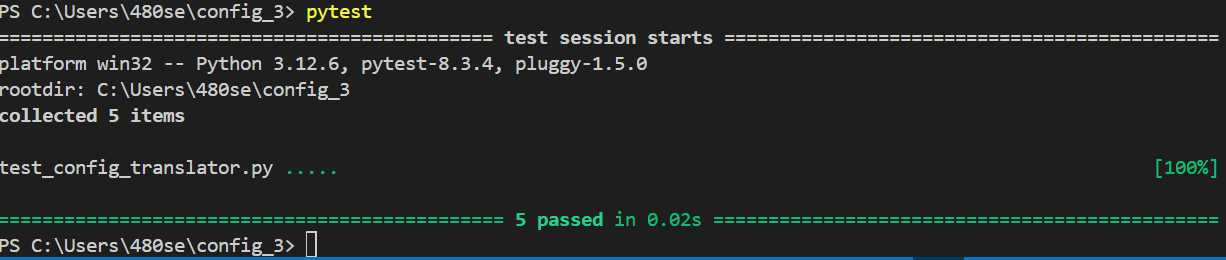 PS C:\Users\480se\config_3> pytest
============================================= test session starts =============================================
platform win32 -- Python 3.12.6, pytest-8.3.4, pluggy-1.5.0
rootdir: C:\Users\480se\config_3
collected 5 items
test_config_translator.py ..... [100%]
============================================== 5 passed in 0.02s ==============================================
PS C:\Users\480se\config_3>